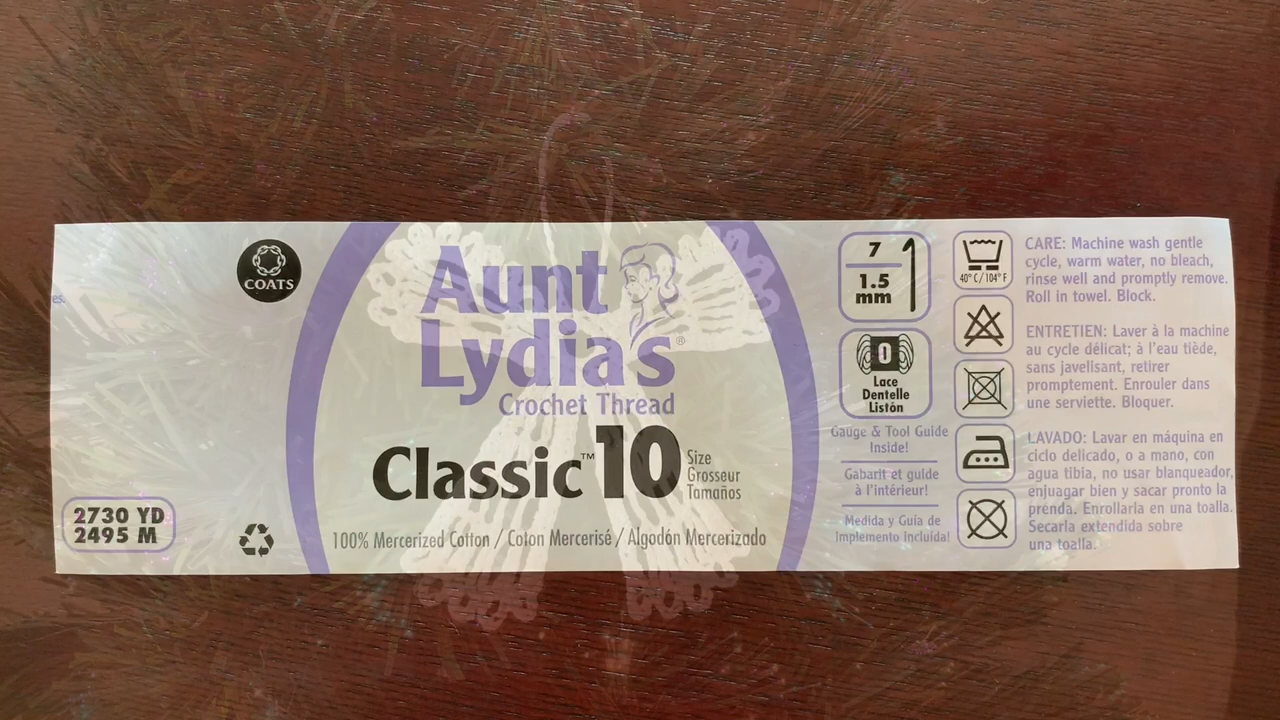 es.
COATS
2730 YD
2495 M
Aunt
Lydia's®
Crochet Thread
Classic™ 10
Size
Grosseur
Tamaños
100% Mercerized Cotton / Coton Mercerisé / Algodón Mercerizado
7
1.5
mm
0
Lace
Dentelle
Listón
Gauge & Tool Guide
Inside!
Gabarit et guide
à l'intérieur!
Medida y Guia de
Implemento incluída!
40° C/104° F
CARE: Machine wash gentle
cycle, warm water, no bleach,
rinse well and promptly remove.
Roll in towel. Block.
ENTRETIEN: Laver à la machine
au cycle délicat; à l'eau tiède,
sans javelisant, retirer
promptement. Enrouler dans
une serviette. Bloquer.
LAVADO: Lavar en máquina en
ciclo delicado, o a mano, con
agua tibia, no usar blanqueador,
enjuagar bien y sacar pronto la
prenda. Enrollarla en una toalla.
Secarla extendida sobre
una toalla.